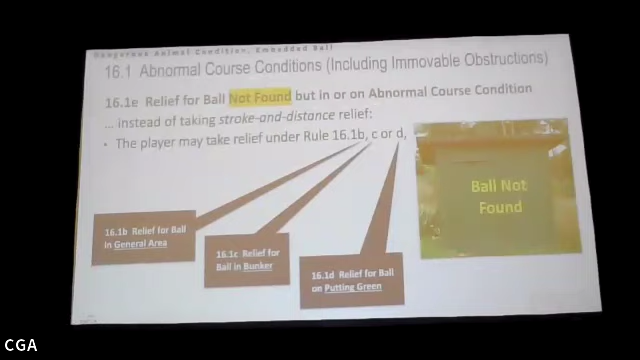 Dangerous Animal Condition, Embedded Ball
16.1 Abnormal Course Conditions (Including Immovable Obstructions)
16.1e Relief for Ball Not Found but in or on Abnormal Course Condition
... instead of taking stroke-and-distance relief:
• The player may take relief under Rule 16.1b, c or d,
Ball Not
Found
16.1b Relief for Ball
in General Area
16.1c Relief for
Ball in Bunker
16.1d Relief for Ball
on Putting Green
CGA